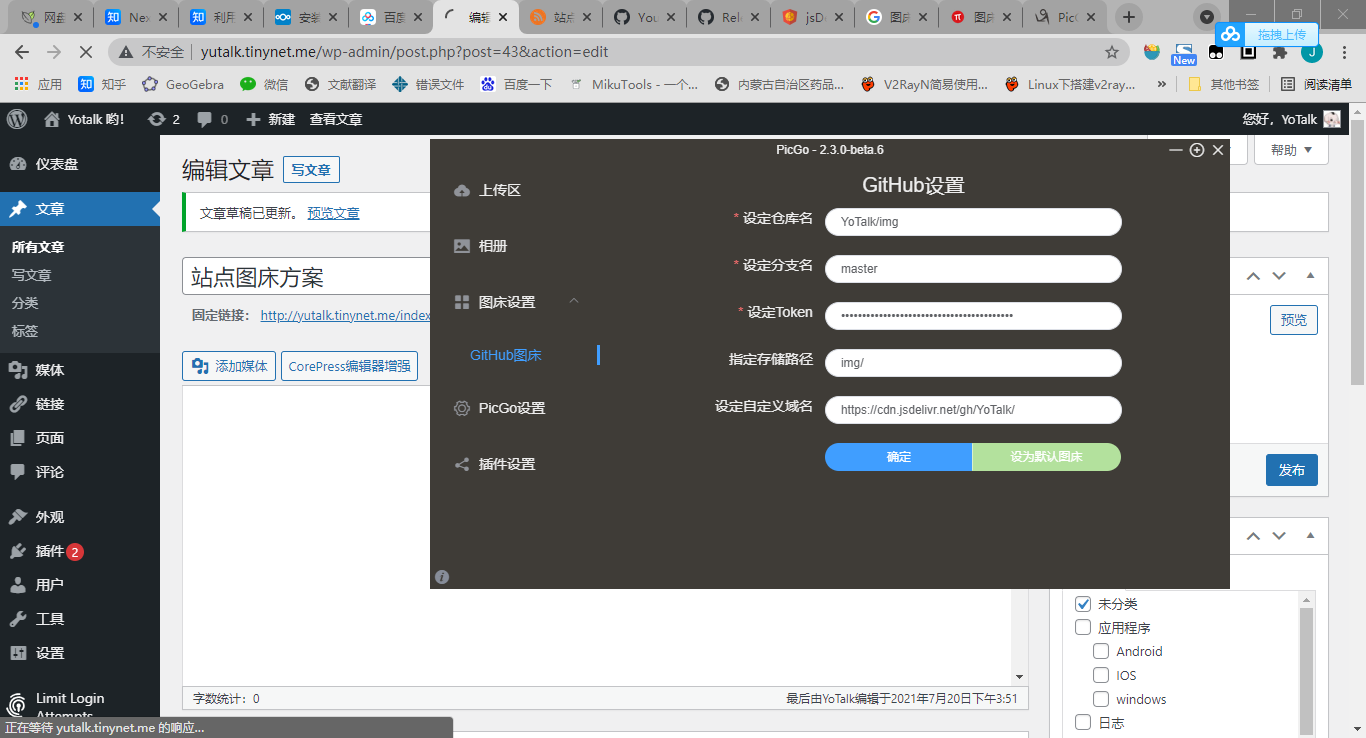 网盘
Nex
利用
安装
百度
编辑
站点
You
Rele
jsD
图床
图床
PicG
不安全 yutalk.tinynet.me/wp-admin/post.php?post=43&action=edit
拖拽上传
New
J
应用 知乎 GeoGebra 微信 文献翻译 错误文件 百度一下 MikuTools - 一个... 内蒙古自治区药品... V2RayN简易使用... Linux下搭建v2ray... » 其他书签 阅读清单
Yotalk 哟! 2 0 新建 查看文章 您好，YoTalk
仪表盘
文章
所有文章
写文章
分类
标签
媒体
链接
页面
评论
外观
插件 2
用户
工具
设置
Limit Login
Attempts
正在等待 yutalk.tinynet.me 的响应...
编辑文章 写文章
帮助
文章草稿已更新。 预览文章
站点图床方案
固定链接： http://yutalk.tinynet.me/index
添加媒体 CorePress编辑器增强
字数统计：0 最后由YoTalk编辑于2021年7月20日下午3:51
PicGo - 2.3.0-beta.6
上传区
相册
图床设置
GitHub图床
PicGo设置
插件设置
GitHub设置
* 设定仓库名 YoTalk/img
* 设定分支名 master
* 设定Token
指定存储路径 img/
设定自定义域名 https://cdn.jsdelivr.net/gh/YoTalk/
确定 设为默认图床
预览
发布
未分类
应用程序
Android
IOS
windows
日志